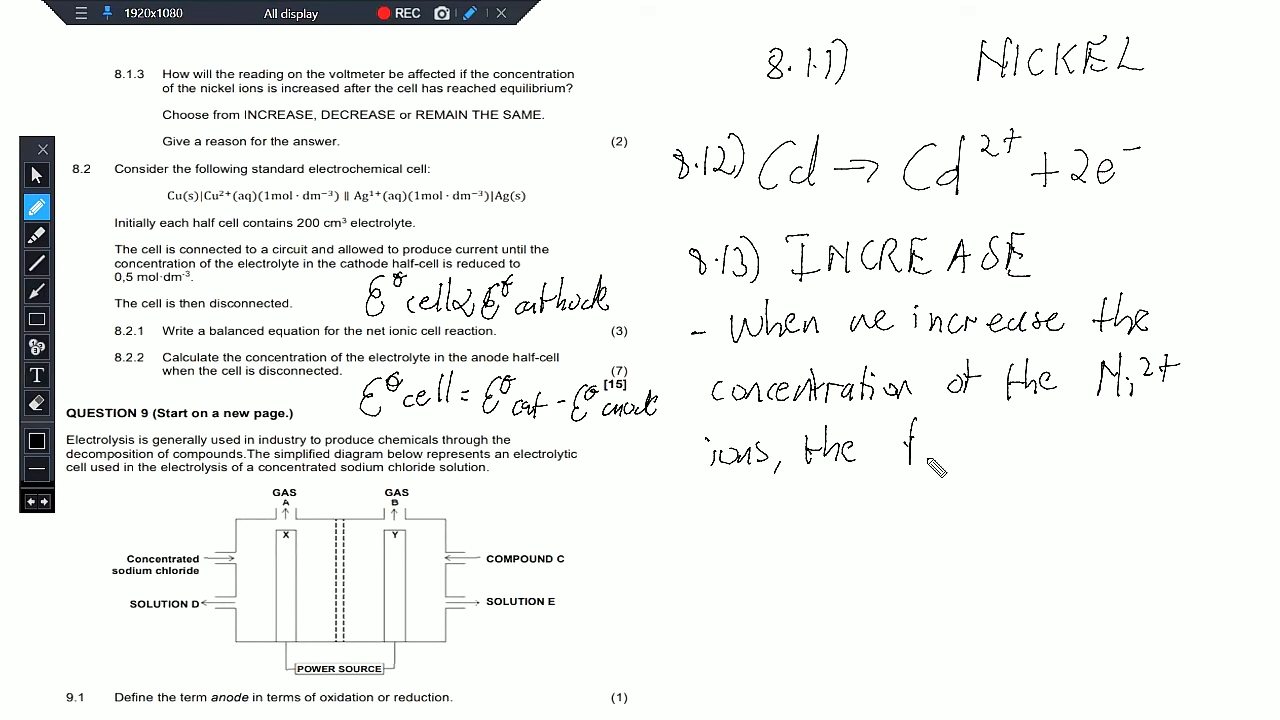 1920x1080 All display REC
8.1.3 How will the reading on the voltmeter be affected if the concentration
of the nickel ions is increased after the cell has reached equilibrium?
Choose from INCREASE, DECREASE or REMAIN THE SAME.
Give a reason for the answer. (2)
8.2 Consider the following standard electrochemical cell:
Cu(s)|Cu²⁺(aq)(1mol · dm⁻³) ‖ Ag¹⁺(aq)(1mol · dm⁻³)|Ag(s)
Initially each half cell contains 200 cm³ electrolyte.
The cell is connected to a circuit and allowed to produce current until the
concentration of the electrolyte in the cathode half-cell is reduced to
0,5 mol·dm⁻³.
The cell is then disconnected.
8.2.1 Write a balanced equation for the net ionic cell reaction. (3)
8.2.2 Calculate the concentration of the electrolyte in the anode half-cell
when the cell is disconnected. (7)
[15]
QUESTION 9 (Start on a new page.)
Electrolysis is generally used in industry to produce chemicals through the
decomposition of compounds.The simplified diagram below represents an electrolytic
cell used in the electrolysis of a concentrated sodium chloride solution.
GAS A GAS B
X Y
Concentrated sodium chloride
COMPOUND C
SOLUTION D
SOLUTION E
POWER SOURCE
9.1 Define the term anode in terms of oxidation or reduction. (1)
T
Ɛ° cell α Ɛ° cathode
Ɛ° cell = Ɛ° cat - Ɛ° anode
8.1.1) NICKEL
8.12) Cd → Cd²⁺ + 2e⁻
8.13) INCREASE
- When we increase the
concentration of the Ni²⁺
ions, the f